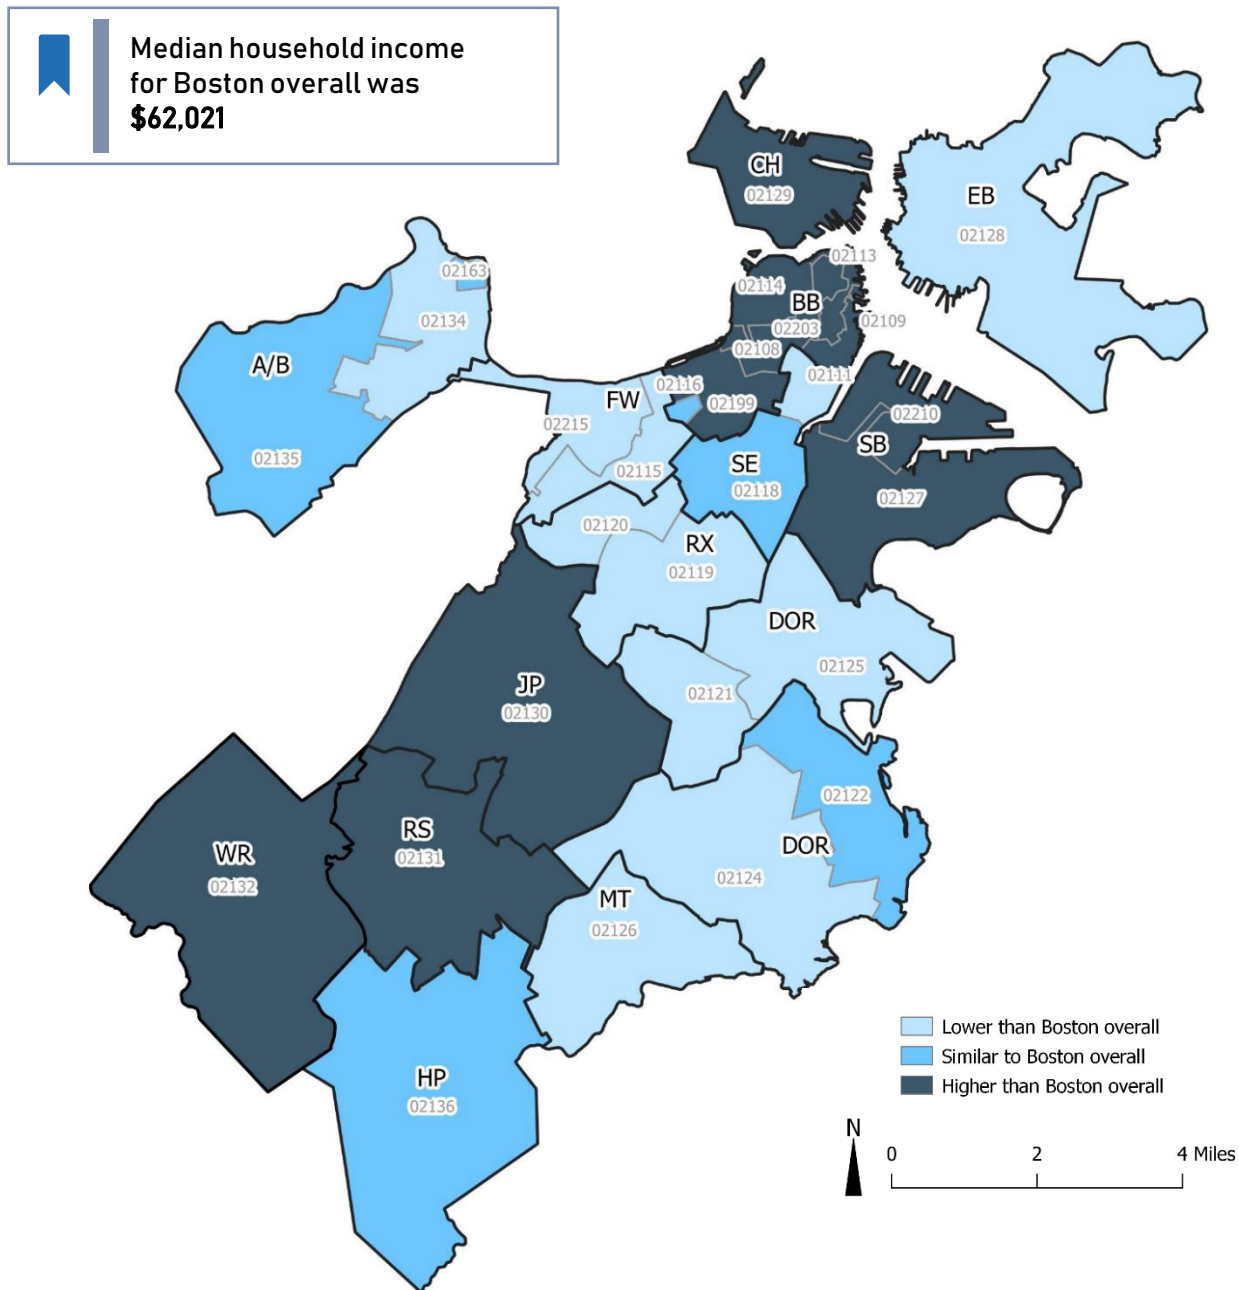 Median household income
for Boston overall was
$62,021
CH
02129
EB
02128
02113
02163
02114
BB
02134
02203
02109
02108
A/B
02116
02111
FW
02199
02210
02215
SB
02135
SE
02115
02118
02127
02120
RX
02119
DOR
02125
JP
02121
02130
02122
RS
DOR
WR
02131
02132
02124
MT
02126
HP
02136
Lower than Boston overall
Similar to Boston overall
Higher than Boston overall
N
0 2 4 Miles